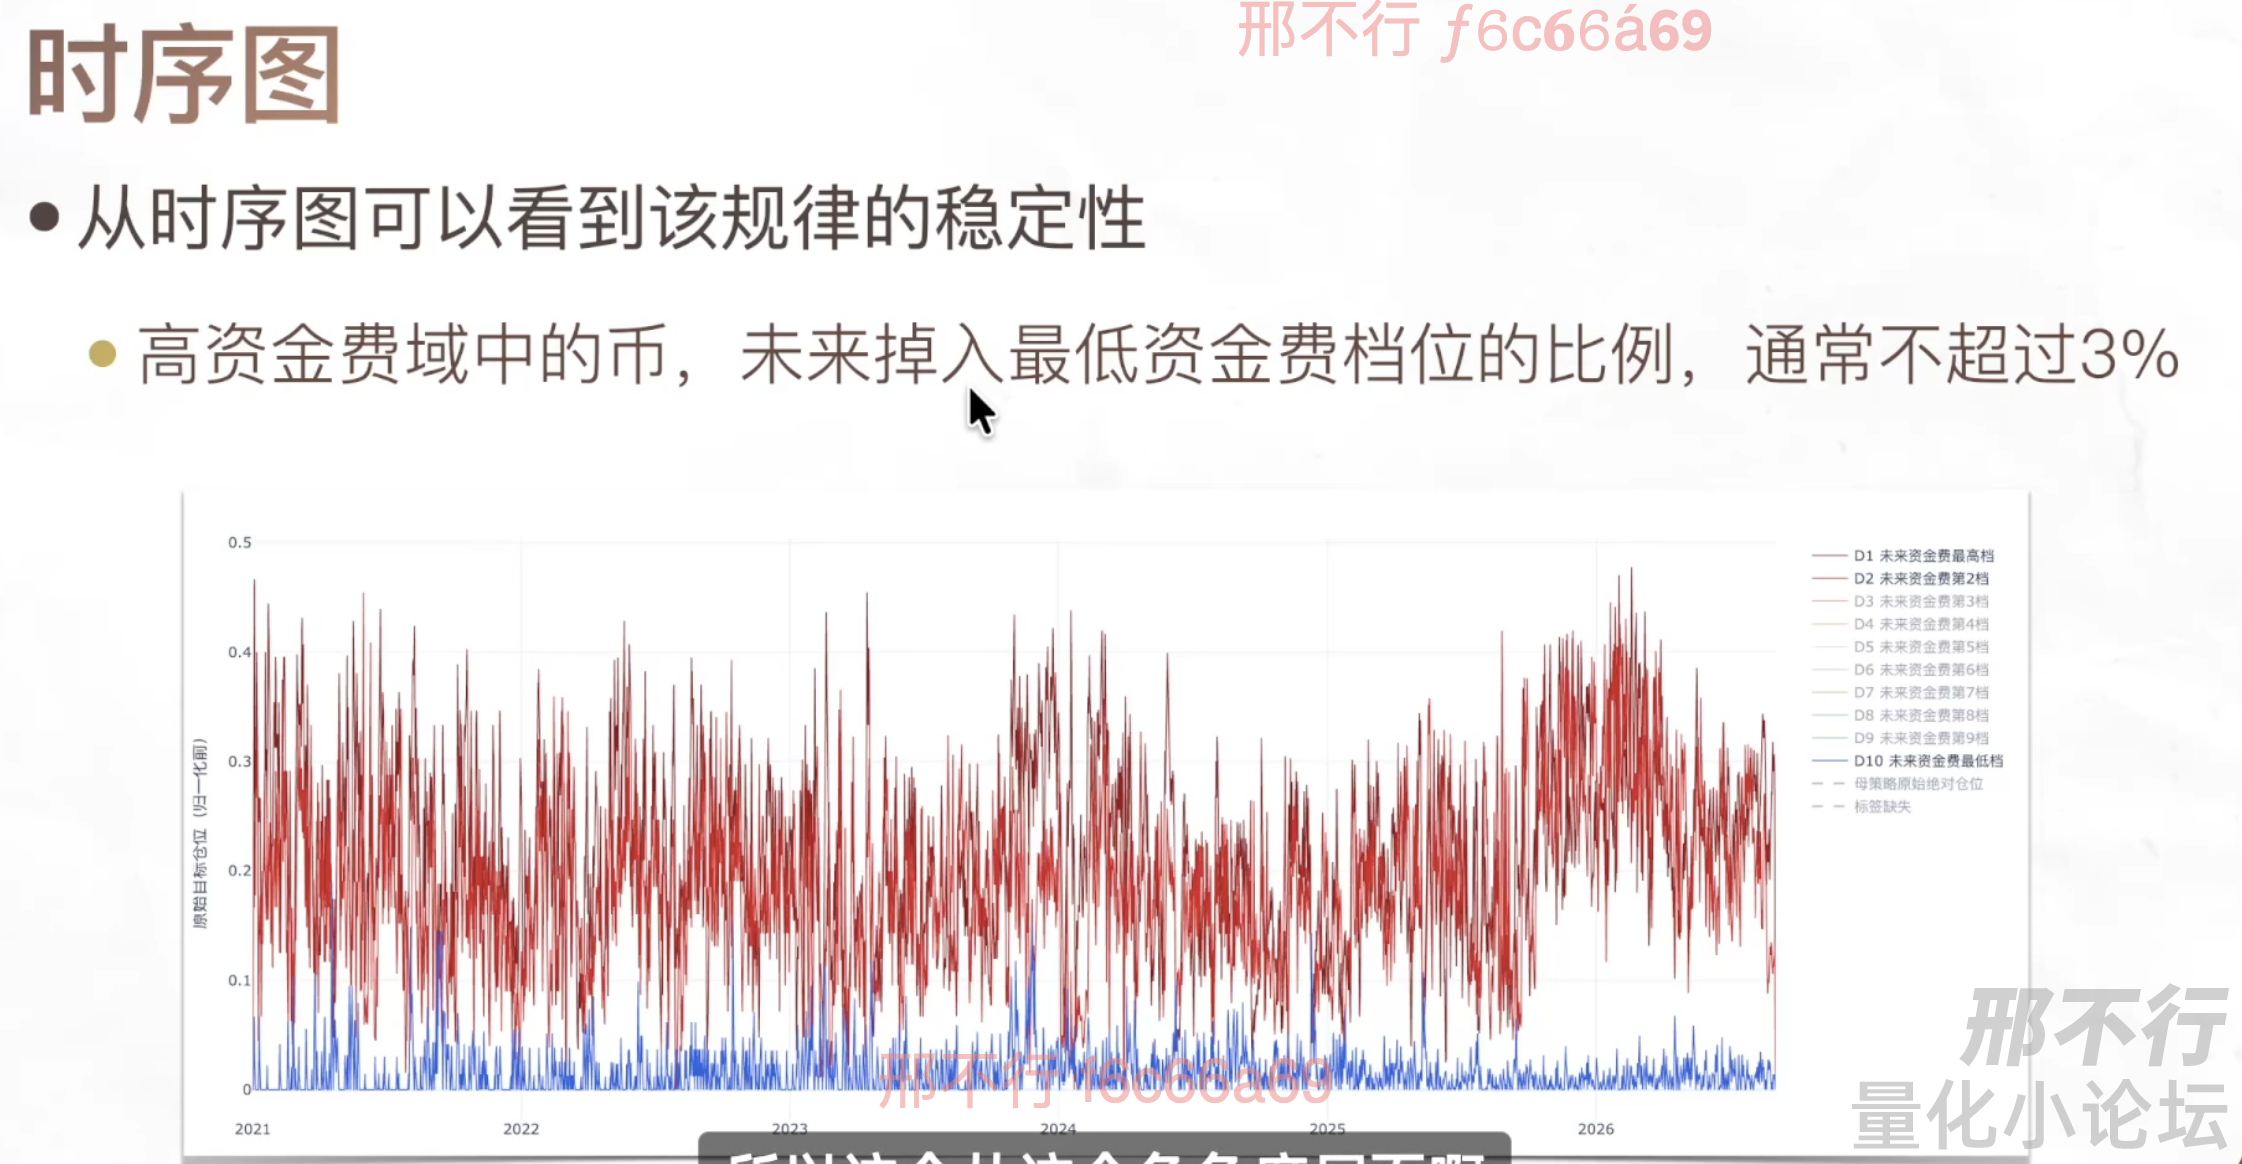 邢不行 ƒ6c66á69
时序图
从时序图可以看到该规律的稳定性
高资金费域中的币，未来掉入最低资金费档位的比例，通常不超过3%
原始目标仓位（归一化前）
0.5
0.4
0.3
0.2
0.1
0
2021
2022
2023
2024
2025
2026
D1 未来资金费最高档
D2 未来资金费第2档
D3 未来资金费第3档
D4 未来资金费第4档
D5 未来资金费第5档
D6 未来资金费第6档
D7 未来资金费第7档
D8 未来资金费第8档
D9 未来资金费第9档
D10 未来资金费最低档
母策略原始绝对仓位
标签缺失
邢不行 f6c66a69
邢不行
量化小论坛